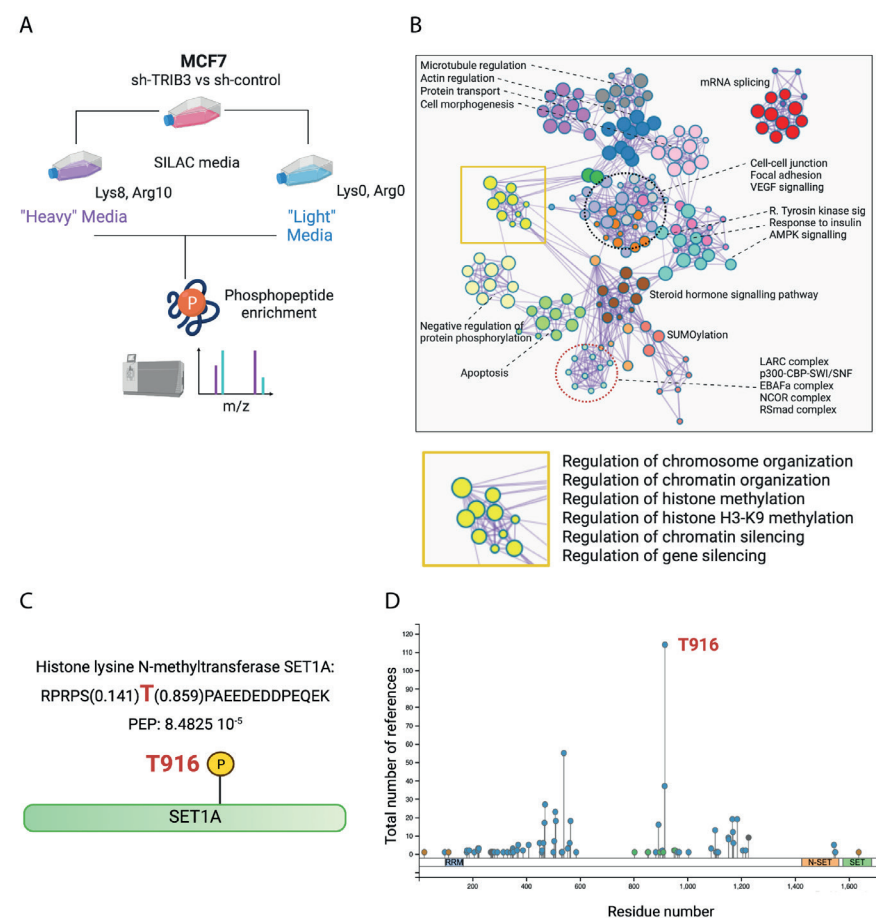 A
MCF7
sh-TRIB3 vs sh-control
SILAC media
Lys8, Arg10
Lys0, Arg0
"Heavy" Media
"Light"
Media
P
Phosphopeptide
enrichment
m/z
B
Microtubule regulation
Actin regulation
Protein transport
Cell morphogenesis
mRNA splicing
Cell-cell junction
Focal adhesion
VEGF signalling
R. Tyrosin kinase sig
Response to insulin
AMPK signalling
Steroid hormone signalling pathway
Negative regulation of
protein phosphorylation
SUMOylation
Apoptosis
LARC complex
p300-CBP-SWI/SNF
EBAFa complex
NCOR complex
RSmad complex
Regulation of chromosome organization
Regulation of chromatin organization
Regulation of histone methylation
Regulation of histone H3-K9 methylation
Regulation of chromatin silencing
Regulation of gene silencing
C
Histone lysine N-methyltransferase SET1A:
RPRPS(0.141)T(0.859)PAEEDEDDPEQEK
PEP: 8.4825 10-5
T916 P
SET1A
D
Total number of references
120
110
100
90
80
70
60
50
40
30
20
10
0
T916
RRM N-SET SET
200 400 600 800 1,000 1,200 1,400 1,600
Residue number